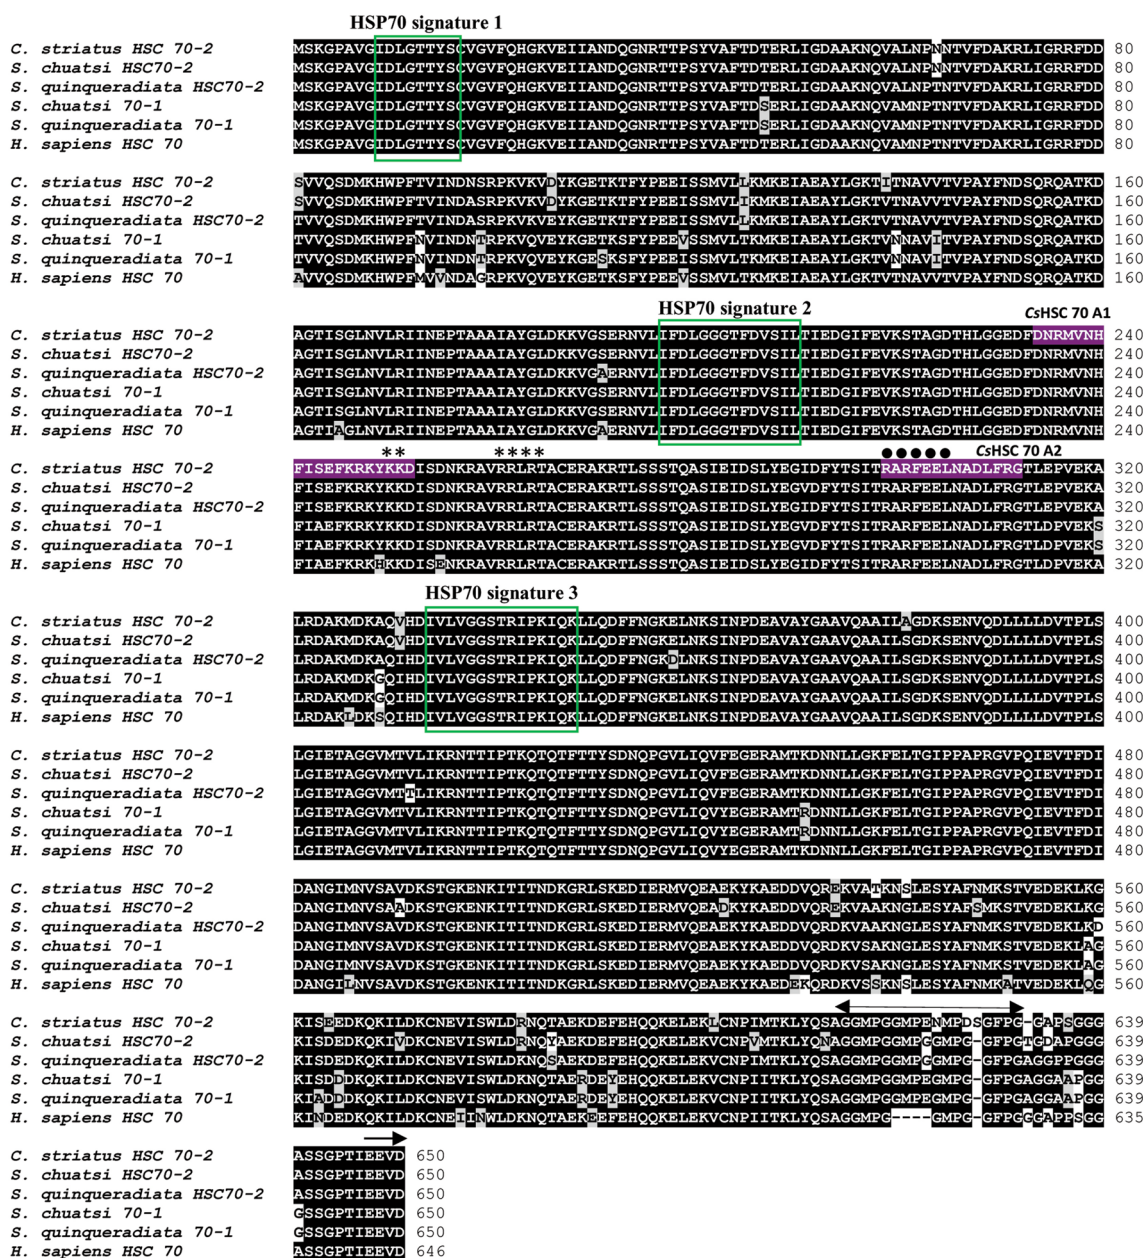 HSP70 signature 1
C. striatus HSC 70-2 MSKGPAVGIDLGTTYSCVGVFQHGKVEIIANDQGNRTTPSYVAFTDTERLIGDAAKNQVALNPNNTVFDAKRLIGRRFDD 80
S. chuatsi HSC70-2 MSKGPAVGIDLGTTYSCVGVFQHGKVEIIANDQGNRTTPSYVAFTDTERLIGDAAKNQVALNPNNTVFDAKRLIGRRFDD 80
S. quinqueradiata HSC70-2 MSKGPAVGIDLGTTYSCVGVFQHGKVEIIANDQGNRTTPSYVAFTDTERLIGDAAKNQVALNPTNTVFDAKRLIGRRFDD 80
S. chuatsi 70-1 MSKGPAVGIDLGTTYSCVGVFQHGKVEIIANDQGNRTTPSYVAFTDSERLIGDAAKNQVAMNPTNTVFDAKRLIGRRFDD 80
S. quinqueradiata 70-1 MSKGPAVGIDLGTTYSCVGVFQHGKVEIIANDQGNRTTPSYVAFTDSERLIGDAAKNQVAMNPTNTVFDAKRLIGRRFDD 80
H. sapiens HSC 70 MSKGPAVGIDLGTTYSCVGVFQHGKVEIIANDQGNRTTPSYVAFTDTERLIGDAAKNQVAMNPTNTVFDAKRLIGRRFDD 80
C. striatus HSC 70-2 SVVQSDMKHWPFTVINDNSRPKVKVDYKGETKTFYPEEISSMVLLKMKEIAEAYLGKTITNAVVTVPAYFNDSQRQATKD 160
S. chuatsi HSC70-2 SVVQSDMKHWPFTVINDASRPKVKVDYKGETKTFYPEEISSMVLIKMKEIAEAYLGKTVTNAVVTVPAYFNDSQRQATKD 160
S. quinqueradiata HSC70-2 TVVQSDMKHWPFTVINDASRPKVKVEYKGETKTFYPEEISSMVLLKMKEIAEAYLGKTVTNAVVTVPAYFNDSQRQATKD 160
S. chuatsi 70-1 TVVQSDMKHWPFNVINDNTRPKVQVEYKGETKSFYPEEVSSMVLTKMKEIAEAYLGKTVNNAVITVPAYFNDSQRQATKD 160
S. quinqueradiata 70-1 TVVQSDMKHWPFNVINDNTRPKVQVEYKGESKSFYPEEISSMVLTKMKEIAEAYLGKTVNNAVITVPAYFNDSQRQATKD 160
H. sapiens HSC 70 AVVQSDMKHWPFMVVNDAGRPKVQVEYKGETKSFYPEEVSSMVLTKMKEIAEAYLGKTVTNAVVTVPAYFNDSQRQATKD 160
HSP70 signature 2 CsHSC 70 A1
C. striatus HSC 70-2 AGTISGLNVLRIINEPTAAAIAYGLDKKVGSERNVLIFDLGGGTFDVSILTIEDGIFEVKSTAGDTHLGGEDFDNRMVNH 240
S. chuatsi HSC70-2 AGTISGLNVLRIINEPTAAAIAYGLDKKVGSERNVLIFDLGGGTFDVSILTIEDGIFEVKSTAGDTHLGGEDFDNRMVNH 240
S. quinqueradiata HSC70-2 AGTISGLNVLRIINEPTAAAIAYGLDKKVGAERNVLIFDLGGGTFDVSILTIEDGIFEVKSTAGDTHLGGEDFDNRMVNH 240
S. chuatsi 70-1 AGTISGLNVLRIINEPTAAAIAYGLDKKVGSERNVLIFDLGGGTFDVSILTIEDGIFEVKSTAGDTHLGGEDFDNRMVNH 240
S. quinqueradiata 70-1 AGTISGLNVLRIINEPTAAAIAYGLDKKVGSERNVLIFDLGGGTFDVSILTIEDGIFEVKSTAGDTHLGGEDFDNRMVNH 240
H. sapiens HSC 70 AGTIAGLNVLRIINEPTAAAIAYGLDKKVGAERNVLIFDLGGGTFDVSILTIEDGIFEVKSTAGDTHLGGEDFDNRMVNH 240
** **** ●●●●● CsHSC 70 A2
C. striatus HSC 70-2 FISEFKRKYKKDISDNKRAVRRLRTACERAKRTLSSSTQASIEIDSLYEGIDFYTSITRARFEELNADLFRGTLEPVEKA 320
S. chuatsi HSC70-2 FISEFKRKYKKDISDNKRAVRRLRTACERAKRTLSSSTQASIEIDSLYEGVDFYTSITRARFEELNADLFRGTLEPVEKA 320
S. quinqueradiata HSC70-2 FISEFKRKYKKDISDNKRAVRRLRTACERAKRTLSSSTQASIEIDSLYEGVDFYTSITRARFEELNADLFRGTLEPVEKA 320
S. chuatsi 70-1 FIAEFKRKYKKDISDNKRAVRRLRTACERAKRTLSSSTQASIEIDSLYEGVDFYTSITRARFEELNADLFRGTLDPVEKS 320
S. quinqueradiata 70-1 FIAEFKRKYKKDISDNKRAVRRLRTACERAKRTLSSSTQASIEIDSLYEGVDFYTSITRARFEELNADLFRGTLDPVEKS 320
H. sapiens HSC 70 FIAEFKRKHKKDISENKRAVRRLRTACERAKRTLSSSTQASIEIDSLYEGIDFYTSITRARFEELNADLFRGTLDPVEKA 320
HSP70 signature 3
C. striatus HSC 70-2 LRDAKMDKAQVHDIVLVGGSTRIPKIQKLLQDFFNGKELNKSINPDEAVAYGAAVQAAILAGDKSENVQDLLLLDVTPLS 400
S. chuatsi HSC70-2 LRDAKMDKAQVHDIVLVGGSTRIPKIQKLLQDFFNGKELNKSINPDEAVAYGAAVQAAILSGDKSENVQDLLLLDVTPLS 400
S. quinqueradiata HSC70-2 LRDAKMDKAQIHDIVLVGGSTRIPKIQKLLQDFFNGKDLNKSINPDEAVAYGAAVQAAILSGDKSENVQDLLLLDVTPLS 400
S. chuatsi 70-1 LRDAKMDKGQIHDIVLVGGSTRIPKIQKLLQDFFNGKELNKSINPDEAVAYGAAVQAAILSGDKSENVQDLLLLDVTPLS 400
S. quinqueradiata 70-1 LRDAKMDKGQIHDIVLVGGSTRIPKIQKLLQDFFNGKELNKSINPDEAVAYGAAVQAAILSGDKSENVQDLLLLDVTPLS 400
H. sapiens HSC 70 LRDAKLDKSQIHDIVLVGGSTRIPKIQKLLQDFFNGKELNKSINPDEAVAYGAAVQAAILSGDKSENVQDLLLLDVTPLS 400
C. striatus HSC 70-2 LGIETAGGVMTVLIKRNTTIPTKQTQTFTTYSDNQPGVLIQVFEGERAMTKDNNLLGKFELTGIPPAPRGVPQIEVTFDI 480
S. chuatsi HSC70-2 LGIETAGGVMTVLIKRNTTIPTKQTQTFTTYSDNQPGVLIQVFEGERAMTKDNNLLGKFELTGIPPAPRGVPQIEVTFDI 480
S. quinqueradiata HSC70-2 LGIETAGGVMTTLIKRNTTIPTKQTQTFTTYSDNQPGVLIQVFEGERAMTKDNNLLGKFELTGIPPAPRGVPQIEVTFDI 480
S. chuatsi 70-1 LGIETAGGVMTVLIKRNTTIPTKQTQTFTTYSDNQPGVLIQVYEGERAMTRDNNLLGKFELTGIPPAPRGVPQIEVTFDI 480
S. quinqueradiata 70-1 LGIETAGGVMTVLIKRNTTIPTKQTQTFTTYSDNQPGVLIQVYEGERAMTRDNNLLGKFELTGIPPAPRGVPQIEVTFDI 480
H. sapiens HSC 70 LGIETAGGVMTVLIKRNTTIPTKQTQTFTTYSDNQPGVLIQVYEGERAMTKDNNLLGKFELTGIPPAPRGVPQIEVTFDI 480
C. striatus HSC 70-2 DANGIMNVSAVDKSTGKENKITITNDKGRLSKEDIERMVQEAEKYKAEDDVQREKVATKNSLESYAFNMKSTVEDEKLKG 560
S. chuatsi HSC70-2 DANGIMNVSAADKSTGKENKITITNDKGRLSKEDIERMVQEADKYKAEDDVQREKVAAKNGLESYAFSMKSTVEDEKLKG 560
S. quinqueradiata HSC70-2 DANGIMNVSAVDKSTGKENKITITNDKGRLSKEDIERMVQEAEKYKAEDDVQRDKVAAKNGLESYAFNMKSTVEDEKLKD 560
S. chuatsi 70-1 DANGIMNVSAVDKSTGKENKITITNDKGRLSKEDIERMVQEAEKYKAEDDVQRDKVSAKNGLESYAFNMKSTVEDEKLAG 560
S. quinqueradiata 70-1 DANGIMNVSAVDKSTGKENKITITNDKGRLSKEDIERMVQEAEKYKAEDDVQRDKVSAKNGLESYAFNMKSTVEDEKLAG 560
H. sapiens HSC 70 DANGILNVSAVDKSTGKENKITITNDKGRLSKEDIERMVQEAEKYKAEDEKQRDKVSSKNSLESYAFNMKATVEDEKLQG 560
C. striatus HSC 70-2 KISEEDKQKILDKCNEVISWLDRNQTAEKDEFEHQQKELEKLCNPIMTKLYQSAGGMPGGMPENMPDSGFPG-GAPSGGG 639
S. chuatsi HSC70-2 KISDEDKQKIVDKCNEVISWLDRNQYAEKDEFEHQQKELEKVCNPVMTKLYQNAGGMPGGMPGGMPG-GFPGTGDAPGGG 639
S. quinqueradiata HSC70-2 KISDEDKQKILDKCNEVISWLDKNQSAEKDEFEHQQKELEKVCNPIMTKLYQSAGGMPGGMPGGMPG-GFPGAGGPPGGG 639
S. chuatsi 70-1 KISDDDKQKILDKCNEVISWLDKNQTAERDEYEHQQKELEKVCNPIITKLYQSAGGMPGGMPEGMPG-GFPGAGGAAPGG 639
S. quinqueradiata 70-1 KIADDDKQKILDKCNEVISWLDKNQTAERDEYEHQQKELEKVCNPIITKLYQSAGGMPGGMPEGMPG-GFPGAGGAAPGG 639
H. sapiens HSC 70 KINDEDKQKILDKCNEIINWLDKNQTAEKEEFEHQQKELEKVCNPIITKLYQSAGGMPG----GMPG-GFPGGGAPPSGG 635
C. striatus HSC 70-2 ASSGPTIEEVD 650
S. chuatsi HSC70-2 ASSGPTIEEVD 650
S. quinqueradiata HSC70-2 ASSGPTIEEVD 650
S. chuatsi 70-1 GSSGPTIEEVD 650
S. quinqueradiata 70-1 GSSGPTIEEVD 650
H. sapiens HSC 70 ASSGPTIEEVD 646